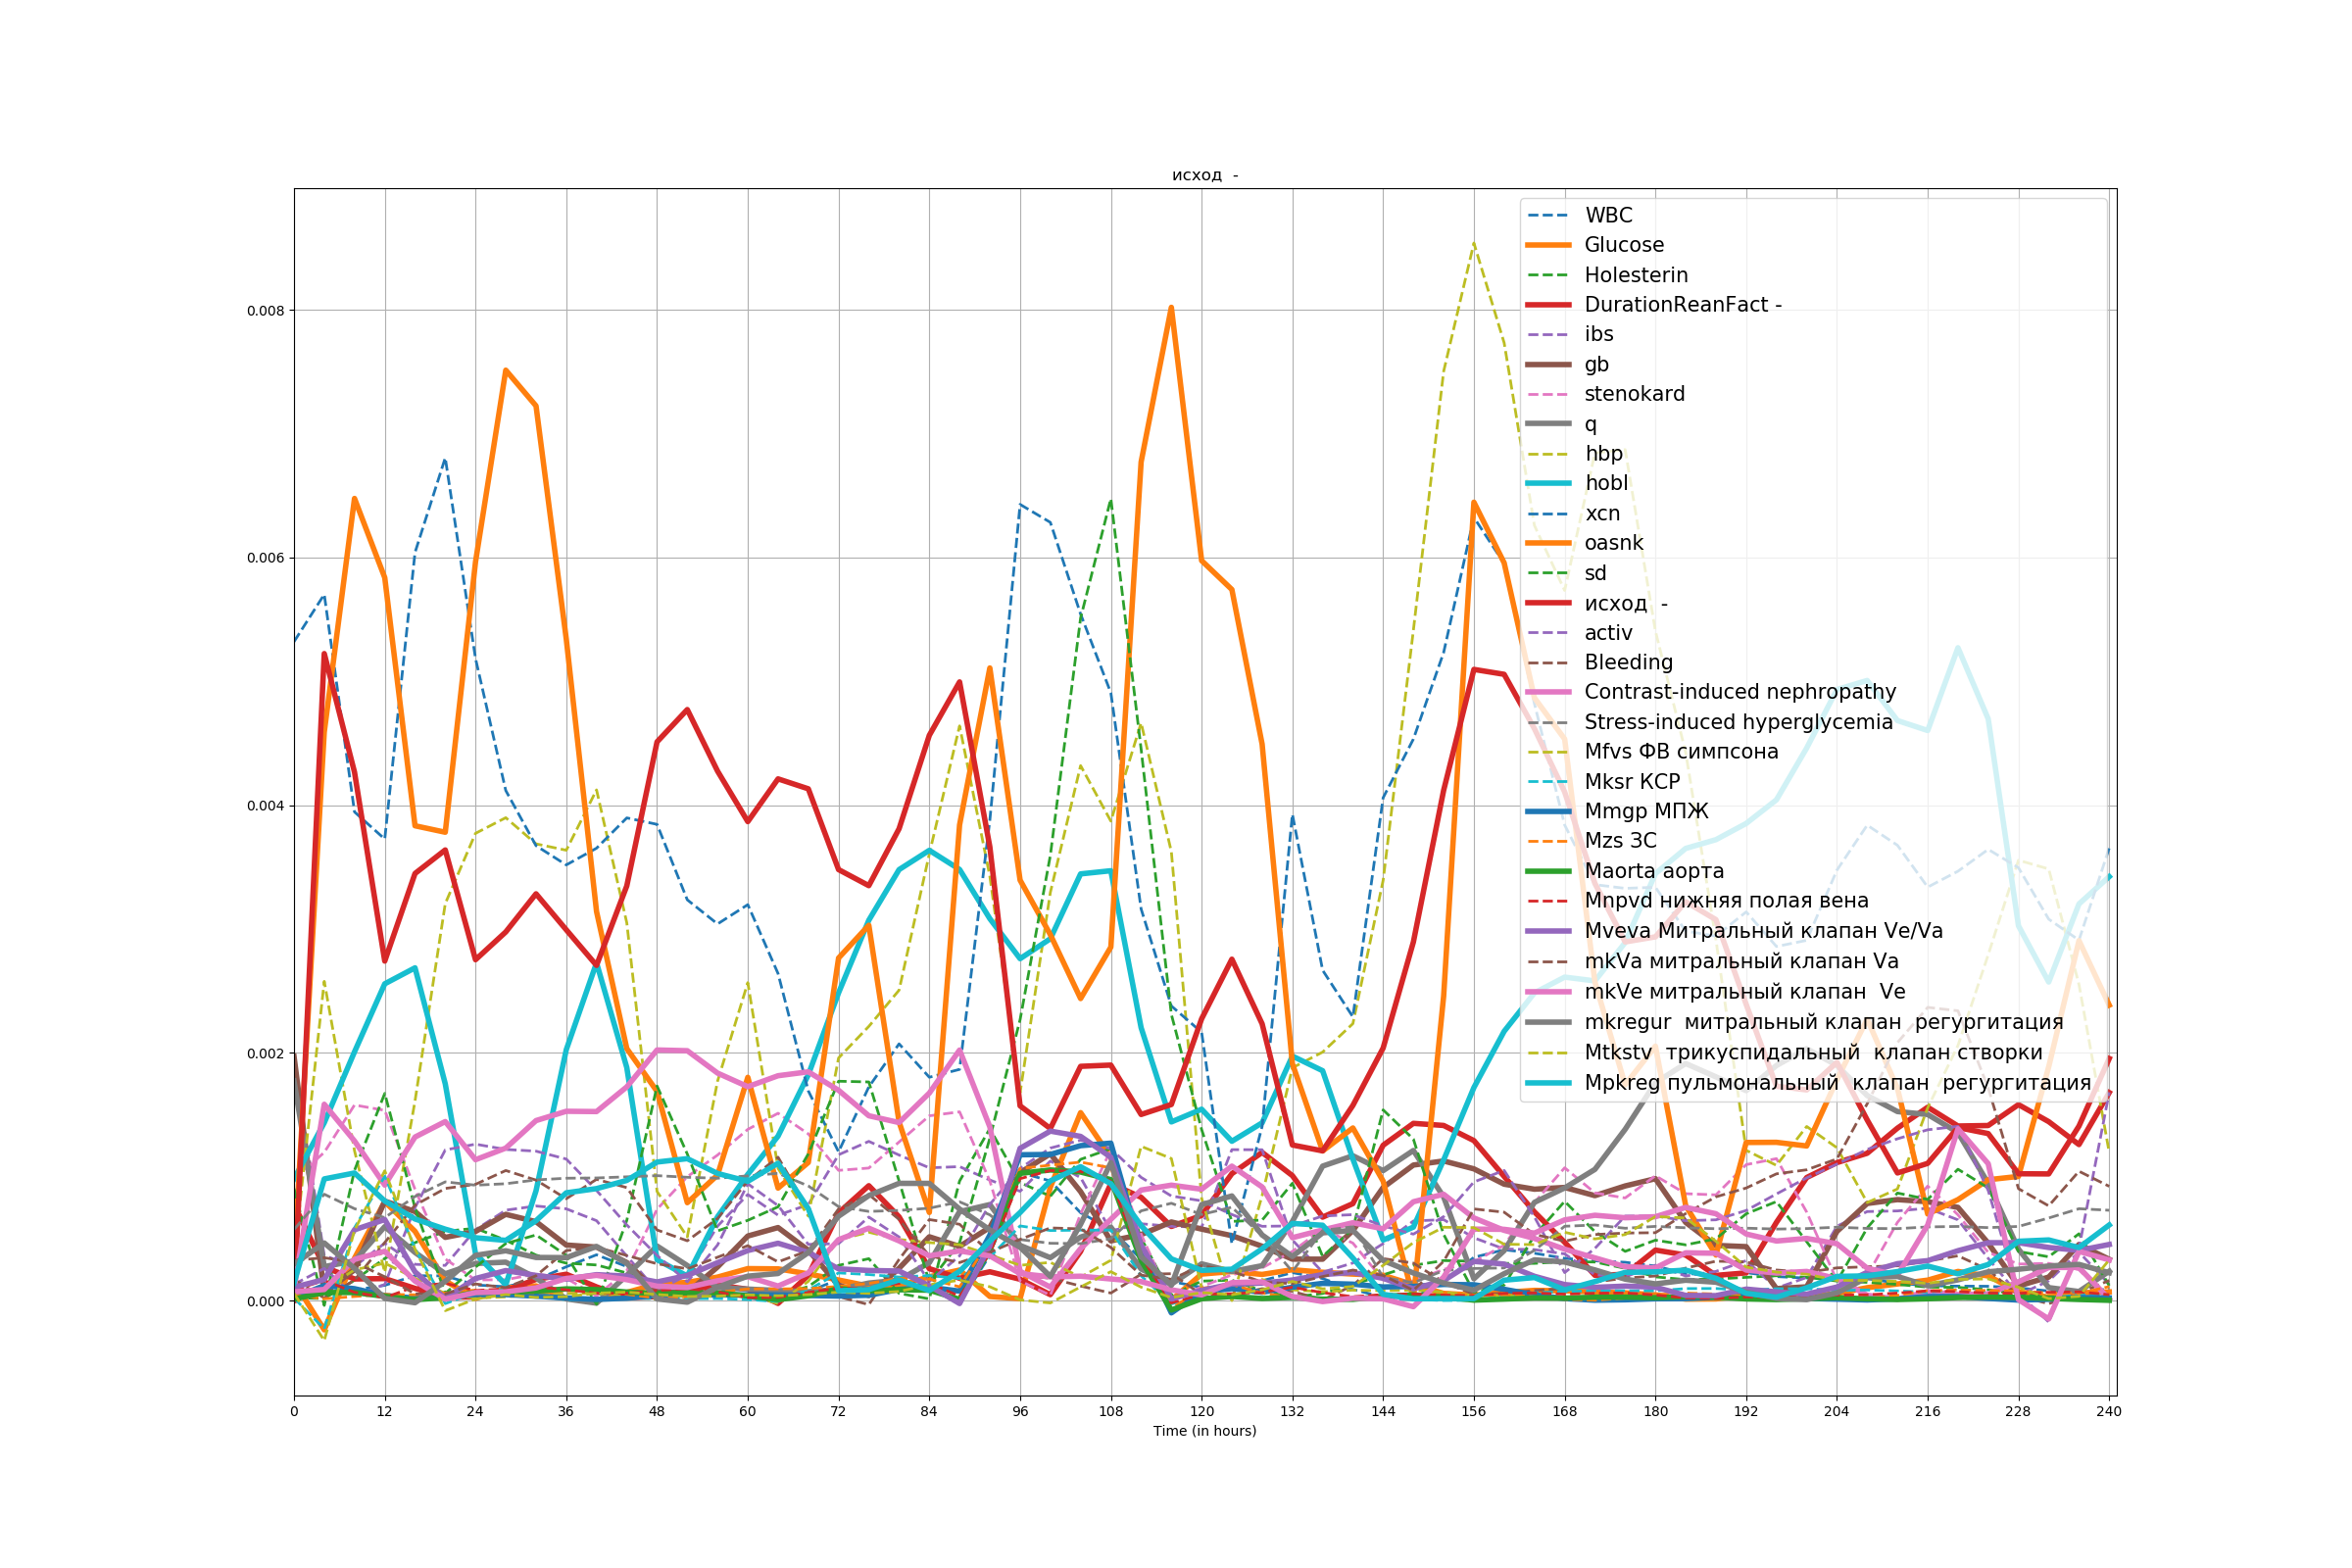 исход  -
0.008
0.006
0.004
0.002
0.000
WBC
Glucose
Holesterin
DurationReanFact -
ibs
gb
stenokard
q
hbp
hobl
xcn
oasnk
sd
исход  -
activ
Bleeding
Contrast-induced nephropathy
Stress-induced hyperglycemia
Mfvs ФВ симпсона
Mksr КСР
Mmgp МПЖ
Mzs ЗС
Maorta аорта
Mnpvd нижняя полая вена
Mveva Митральный клапан Ve/Va
mkVa митральный клапан Va
mkVe митральный клапан  Ve
mkregur  митральный клапан  регургитация
Mtkstv  трикуспидальный  клапан створки
Mpkreg пульмональный  клапан  регургитация
0 12 24 36 48 60 72 84 96 108 120 132 144 156 168 180 192 204 216 228 240
Time (in hours)